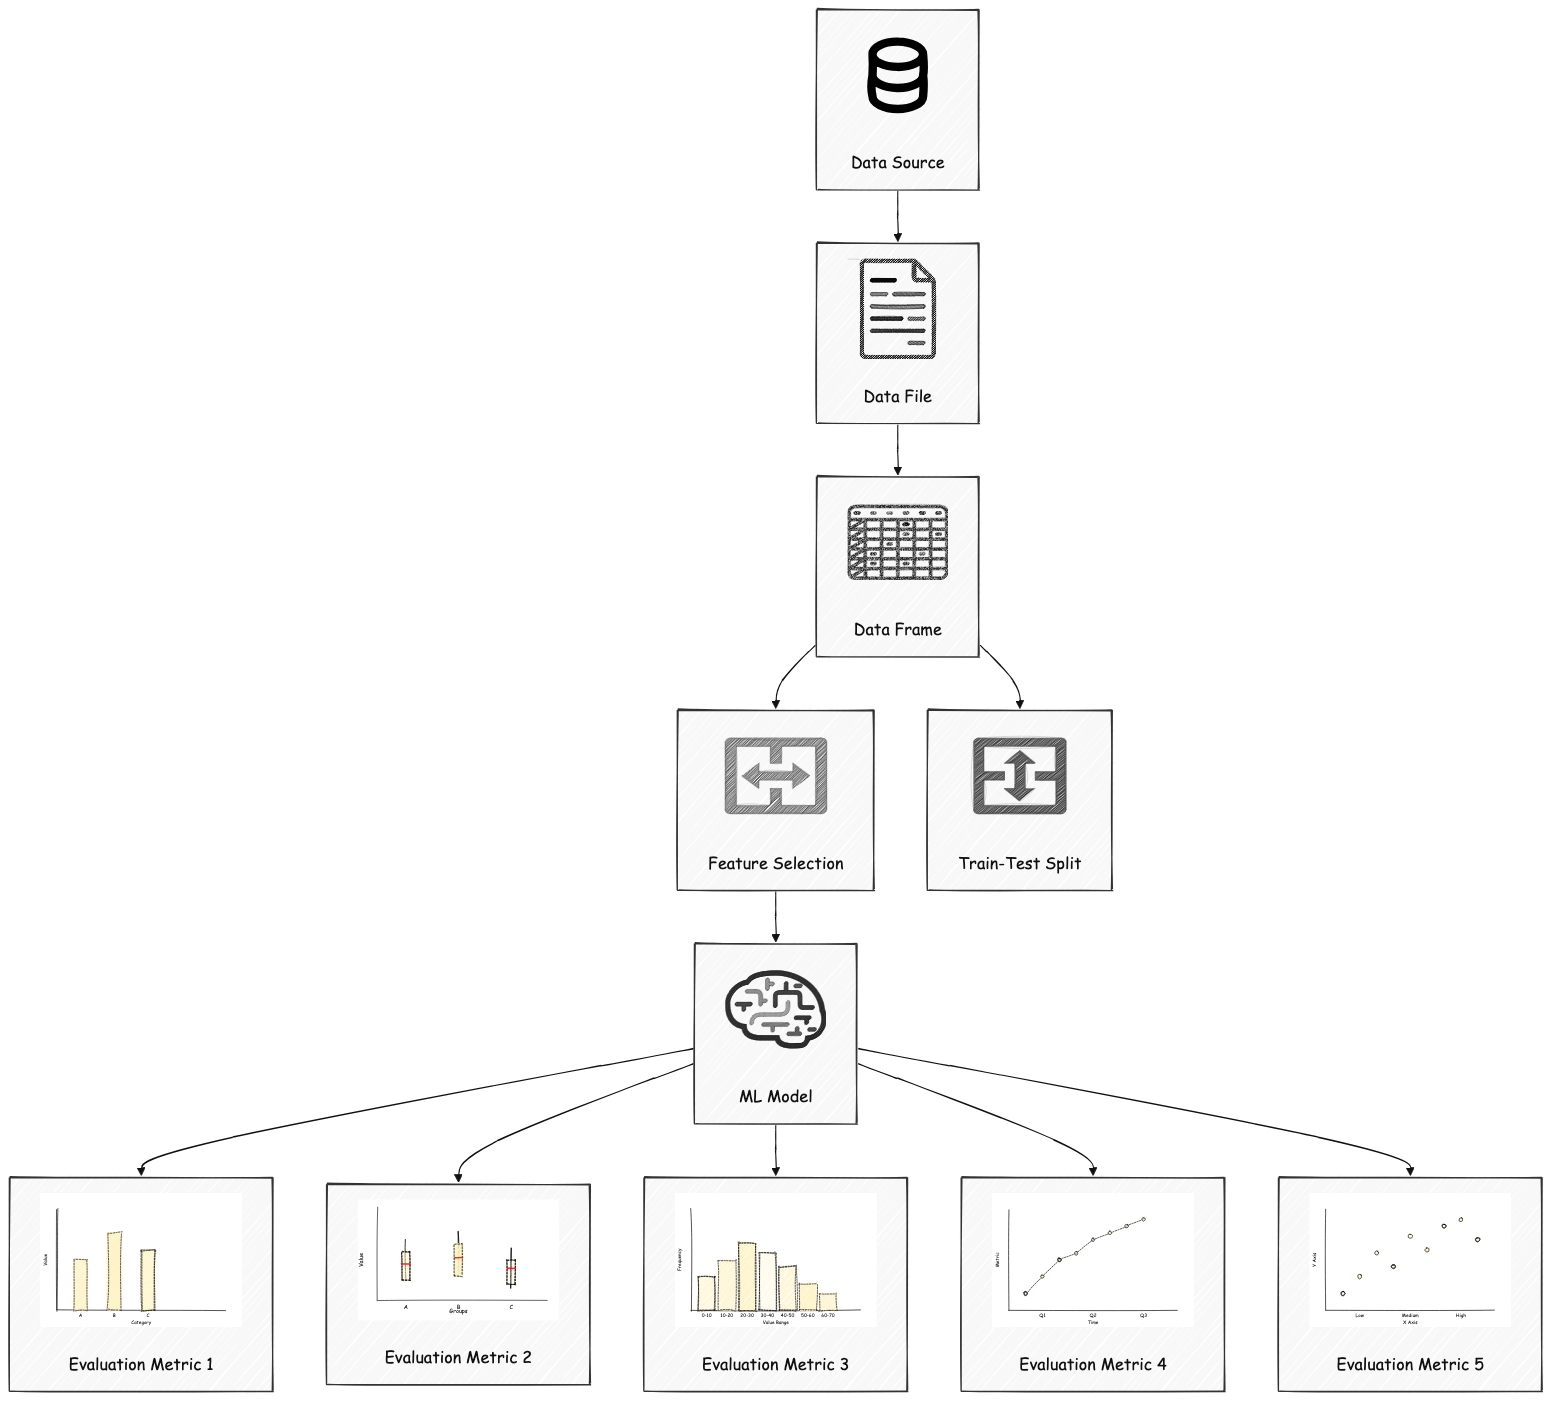 Data Source
Data File
Data Frame
Feature Selection
Train-Test Split
ML Model
Value
A B C
Category
Evaluation Metric 1
Value
A B C
Groups
Evaluation Metric 2
Frequency
0-10 10-20 20-30 30-40 40-50 50-60 60-70
Value Range
Evaluation Metric 3
Metric
Q1 Q2 Q3
Time
Evaluation Metric 4
Y Axis
Low Medium High
X Axis
Evaluation Metric 5